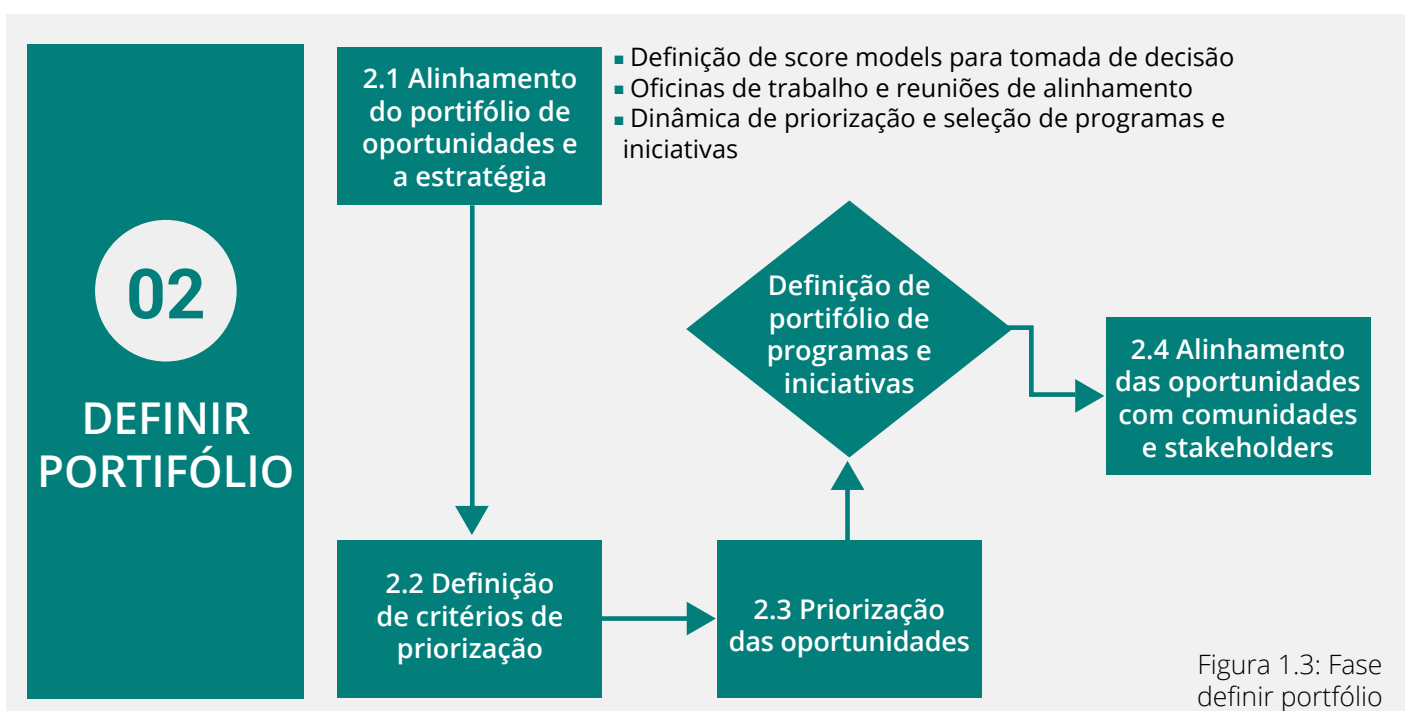 02
DEFINIR
PORTIFÓLIO
2.1 Alinhamento
do portifólio de
oportunidades e
a estratégia
▪ Definição de score models para tomada de decisão
▪ Oficinas de trabalho e reuniões de alinhamento
▪ Dinâmica de priorização e seleção de programas e
iniciativas
2.2 Definição
de critérios de
priorização
2.3 Priorização
das oportunidades
Definição de
portifólio de
programas e
iniciativas
2.4 Alinhamento
das oportunidades
com comunidades
e stakeholders
Figura 1.3: Fase
definir portfólio